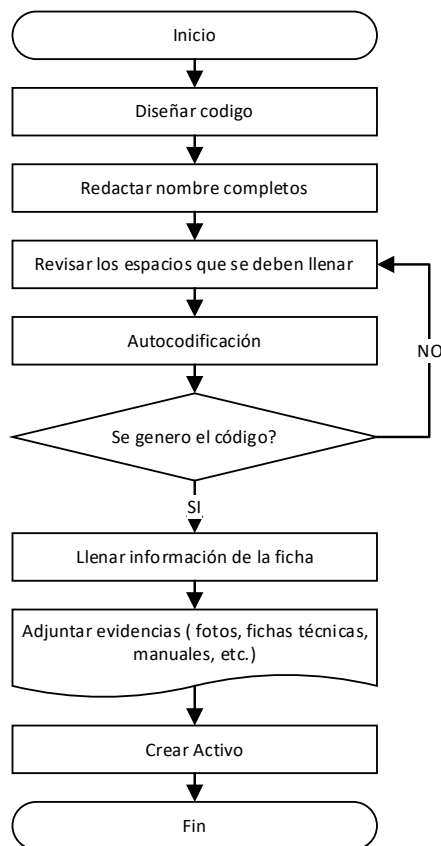 Inicio
Diseñar codigo
Redactar nombre completos
Revisar los espacios que se deben llenar
Autocodificación
NO
Se genero el código?
SI
Llenar información de la ficha
Adjuntar evidencias ( fotos, fichas técnicas,
manuales, etc.)
Crear Activo
Fin